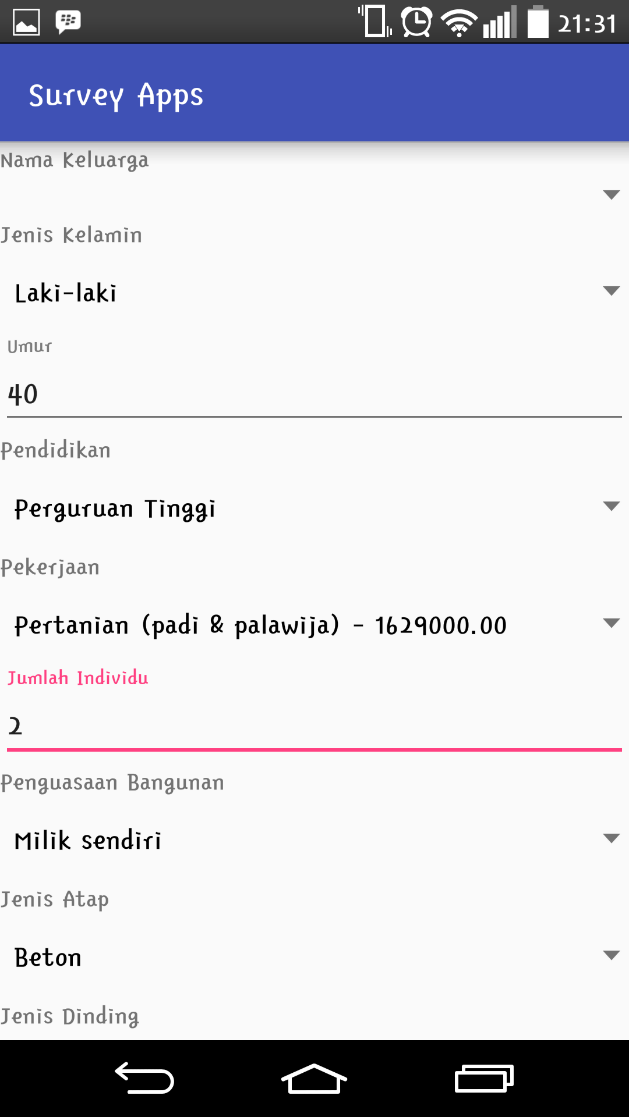 21:31
Survey Apps
Nama Keluarga
Jenis Kelamin
Laki-laki
Umur
40
Pendidikan
Perguruan Tinggi
Pekerjaan
Pertanian (padi & palawija) - 1629000.00
Jumlah Individu
2
Penguasaan Bangunan
Milik sendiri
Jenis Atap
Beton
Jenis Dinding